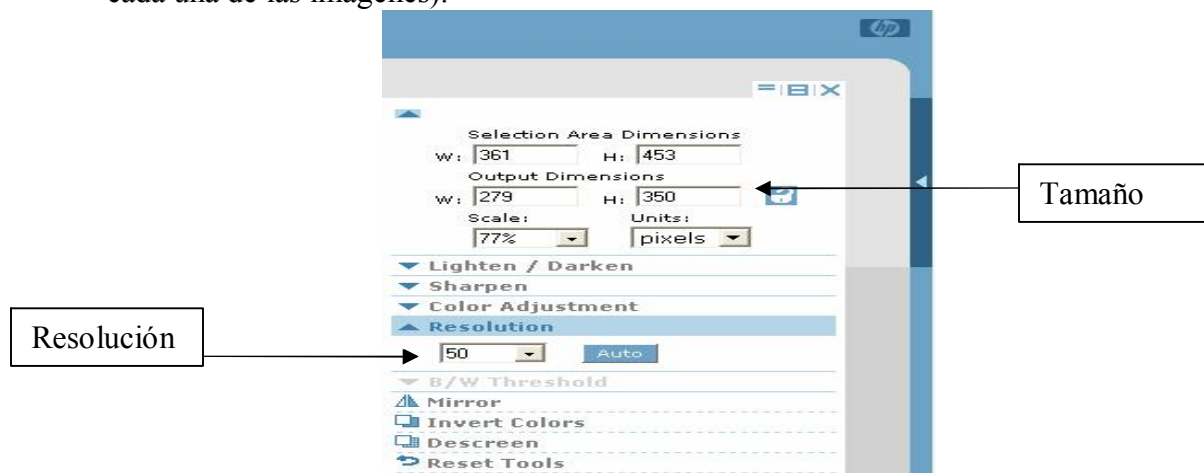 cada una de las imágenes).
hp
Selection Area Dimensions
W: 361 H: 453
Output Dimensions
W: 279 H: 350
Tamaño
Scale: Units:
77% pixels
Lighten / Darken
Sharpen
Color Adjustment
Resolution
Resolución
50 Auto
B/W Threshold
Mirror
Invert Colors
Descreen
Reset Tools